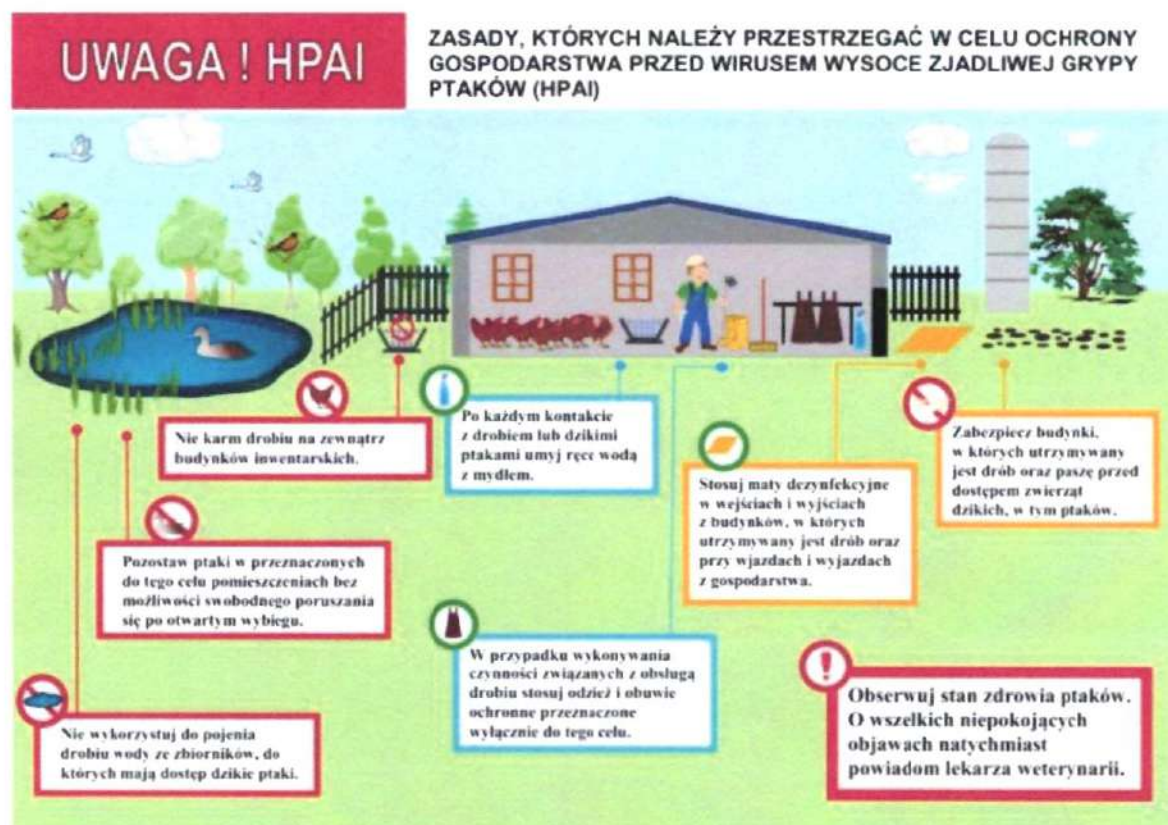 UWAGA ! HPAI
ZASADY, KTÓRYCH NALEŻY PRZESTRZEGAĆ W CELU OCHRONY
GOSPODARSTWA PRZED WIRUSEM WYSOCE ZJADLIWEJ GRYPY
PTAKÓW (HPAI)
Nie karm drobiu na zewnątrz
budynków inwentarskich.
Po każdym kontakcie
z drobiem lub dzikimi
ptakami umyj ręce wodą
z mydłem.
Stosuj maty dezynfekcyjne
w wejściach i wyjściach
z budynków, w których
utrzymywany jest drób oraz
przy wjazdach i wyjazdach
z gospodarstwa.
Zabezpiecz budynki,
w których utrzymywany
jest drób oraz paszę przed
dostępem zwierząt
dzikich, w tym ptaków.
Pozostaw ptaki w przeznaczonych
do tego celu pomieszczeniach bez
możliwości swobodnego poruszania
się po otwartym wybiegu.
W przypadku wykonywania
czynności związanych z obsługą
drobiu stosuj odzież i obuwie
ochronne przeznaczone
wyłącznie do tego celu.
Nie wykorzystuj do pojenia
drobiu wody ze zbiorników, do
których mają dostęp dzikie ptaki.
Obserwuj stan zdrowia ptaków.
O wszelkich niepokojących
objawach natychmiast
powiadom lekarza weterynarii.